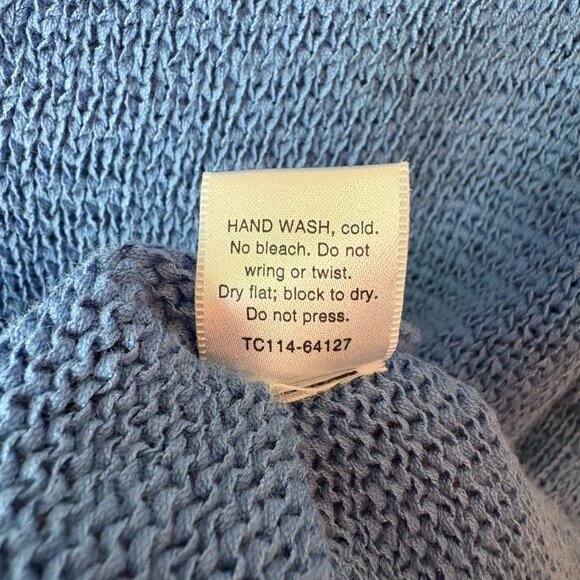 HAND WASH, cold.
No bleach. Do not
wring or twist.
Dry flat; block to dry.
Do not press.
TC114-64127